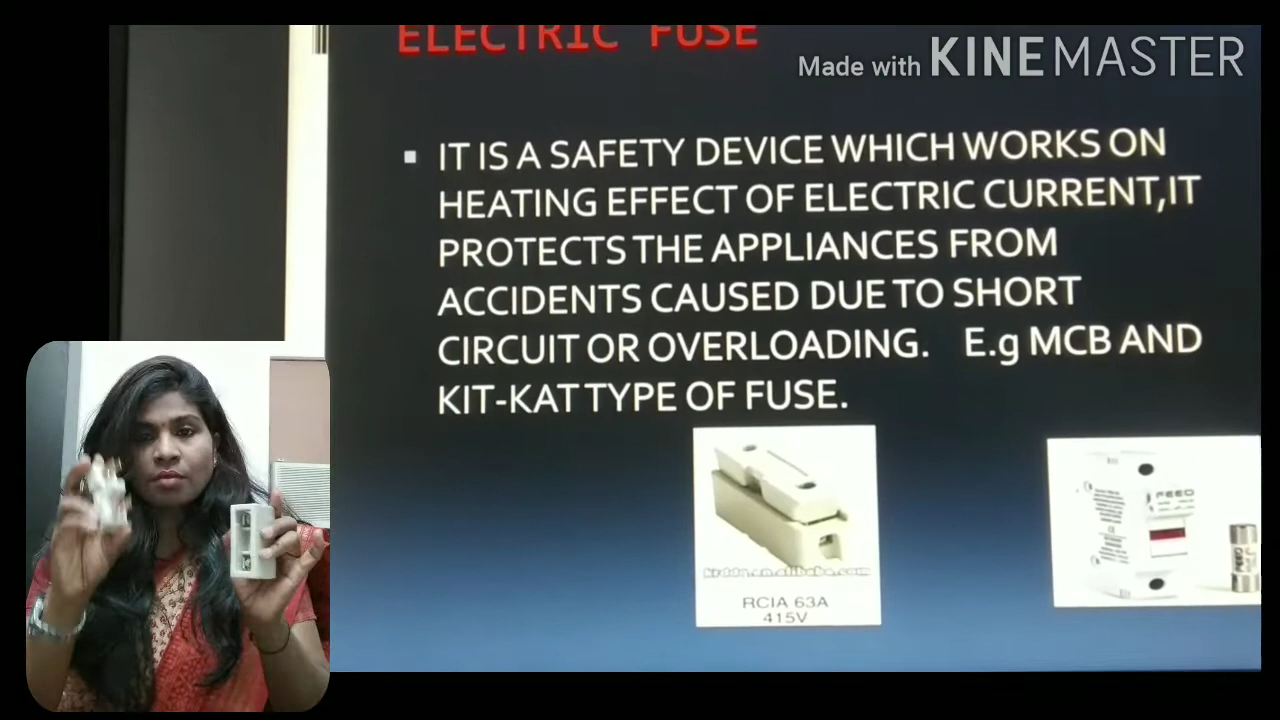 ELECTRIC FUSE
Made with KINEMASTER
▪ IT IS A SAFETY DEVICE WHICH WORKS ON
HEATING EFFECT OF ELECTRIC CURRENT,IT
PROTECTS THE APPLIANCES FROM
ACCIDENTS CAUSED DUE TO SHORT
CIRCUIT OR OVERLOADING. E.g MCB AND
KIT-KAT TYPE OF FUSE.
RCIA 63A
415V
FEEO
FEEO